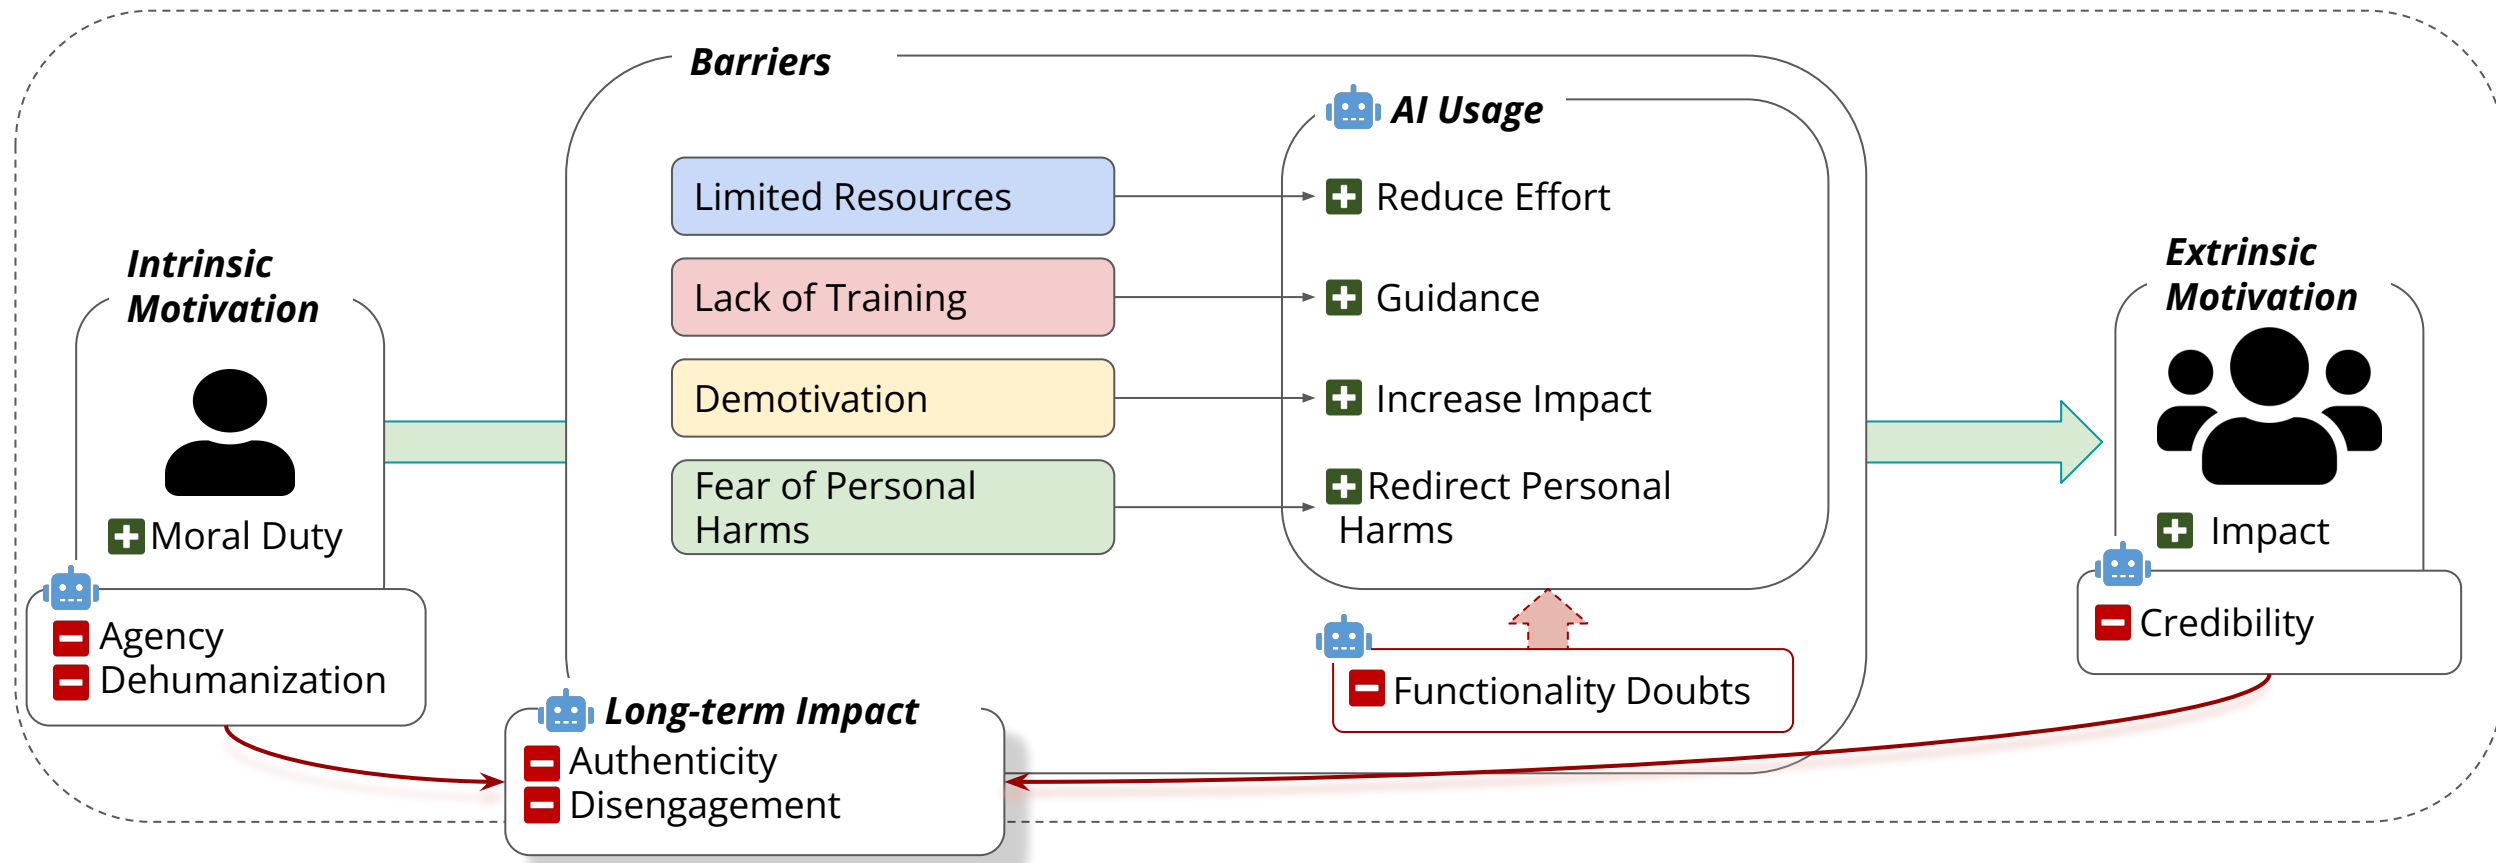 Barriers
AI Usage
Limited Resources
Reduce Effort
Lack of Training
Guidance
Demotivation
Increase Impact
Fear of Personal
Harms
Redirect Personal
Harms
Intrinsic
Motivation
Moral Duty
Agency
Dehumanization
Extrinsic
Motivation
Impact
Credibility
Functionality Doubts
Long-term Impact
Authenticity
Disengagement